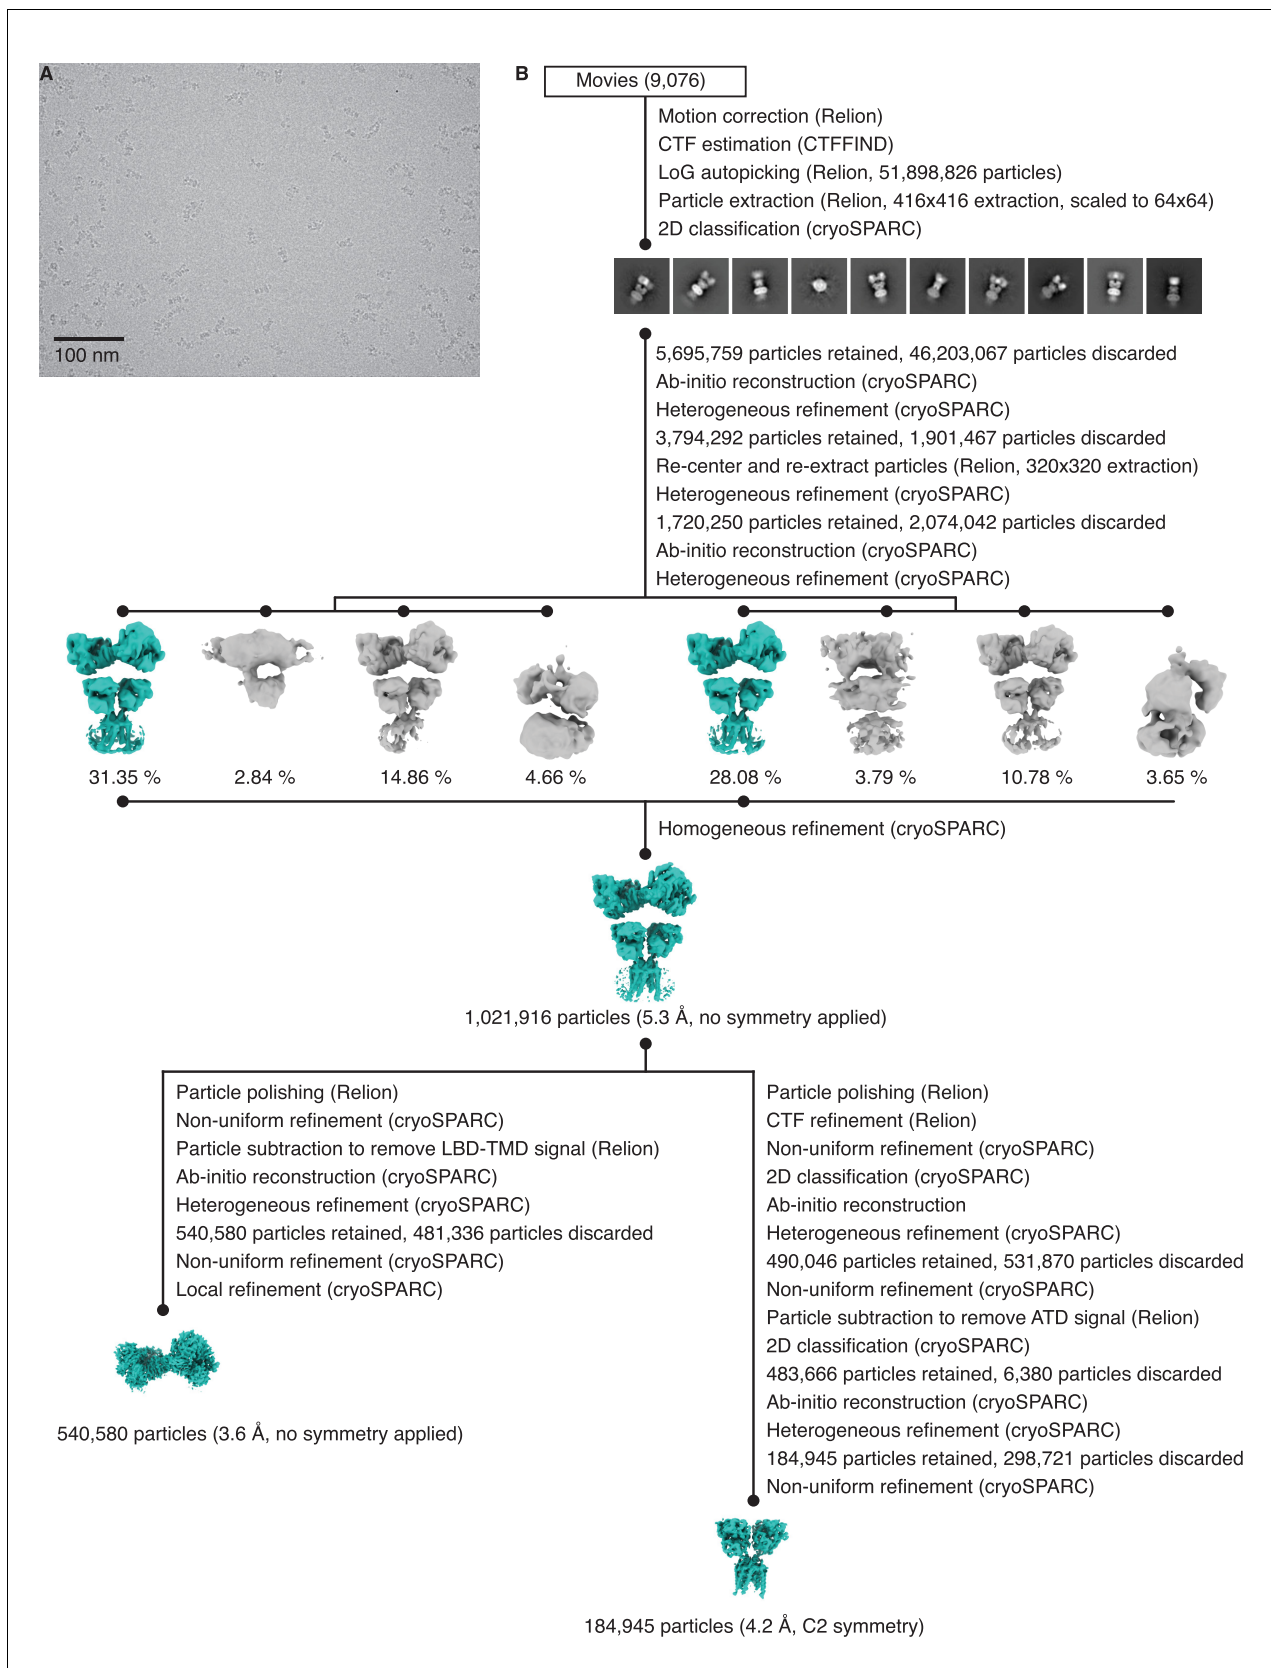 A
100 nm
B
Movies (9,076)
Motion correction (Relion)
CTF estimation (CTFFIND)
LoG autopicking (Relion, 51,898,826 particles)
Particle extraction (Relion, 416x416 extraction, scaled to 64x64)
2D classification (cryoSPARC)
5,695,759 particles retained, 46,203,067 particles discarded
Ab-initio reconstruction (cryoSPARC)
Heterogeneous refinement (cryoSPARC)
3,794,292 particles retained, 1,901,467 particles discarded
Re-center and re-extract particles (Relion, 320x320 extraction)
Heterogeneous refinement (cryoSPARC)
1,720,250 particles retained, 2,074,042 particles discarded
Ab-initio reconstruction (cryoSPARC)
Heterogeneous refinement (cryoSPARC)
31.35 % 2.84 % 14.86 % 4.66 % 28.08 % 3.79 % 10.78 % 3.65 %
Homogeneous refinement (cryoSPARC)
1,021,916 particles (5.3 Å, no symmetry applied)
Particle polishing (Relion)
Non-uniform refinement (cryoSPARC)
Particle subtraction to remove LBD-TMD signal (Relion)
Ab-initio reconstruction (cryoSPARC)
Heterogeneous refinement (cryoSPARC)
540,580 particles retained, 481,336 particles discarded
Non-uniform refinement (cryoSPARC)
Local refinement (cryoSPARC)
540,580 particles (3.6 Å, no symmetry applied)
Particle polishing (Relion)
CTF refinement (Relion)
Non-uniform refinement (cryoSPARC)
2D classification (cryoSPARC)
Ab-initio reconstruction
Heterogeneous refinement (cryoSPARC)
490,046 particles retained, 531,870 particles discarded
Non-uniform refinement (cryoSPARC)
Particle subtraction to remove ATD signal (Relion)
2D classification (cryoSPARC)
483,666 particles retained, 6,380 particles discarded
Ab-initio reconstruction (cryoSPARC)
Heterogeneous refinement (cryoSPARC)
184,945 particles retained, 298,721 particles discarded
Non-uniform refinement (cryoSPARC)
184,945 particles (4.2 Å, C2 symmetry)